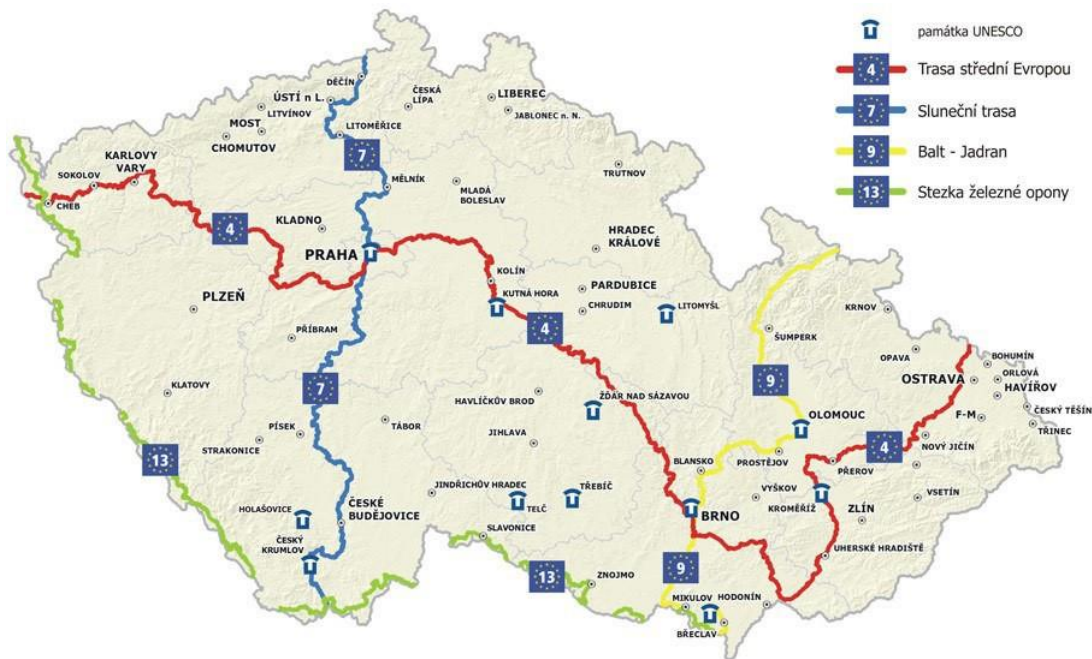 památka UNESCO
4 Trasa střední Evropou
7 Sluneční trasa
9 Balt - Jadran
13 Stezka železné opony
DĚČÍN
ÚSTÍ n L.
LITVÍNOV
MOST
CHOMUTOV
LITOMĚŘICE
ČESKÁ
LÍPA
LIBEREC
JABLONEC n. N.
TRUTNOV
7
MĚLNÍK
MLADÁ
BOLESLAV
KARLOVY
VARY
SOKOLOV
CHEB
4
KLADNO
PRAHA
HRADEC
KRÁLOVÉ
KOLÍN
KUTNÁ HORA
PARDUBICE
CHRUDIM
LITOMYŠL
4
PLZEŇ
PŘÍBRAM
KRNOV
ŠUMPERK
OPAVA
BOHUMÍN
ORLOVÁ
OSTRAVA
HAVÍŘOV
ČESKÝ TĚŠÍN
F-M
TŘINEC
9
OLOMOUC
4
NOVÝ JIČÍN
KLATOVY
7
HAVLÍČKŮV BROD
ŽĎÁR NAD SÁZAVOU
TÁBOR
PÍSEK
STRAKONICE
JIHLAVA
13
BLANSKO
PROSTĚJOV
PŘEROV
VSETÍN
VYŠKOV
KROMĚŘÍŽ
ZLÍN
JINDŘICHŮV HRADEC
TELČ
TŘEBÍČ
BRNO
HOLAŠOVICE
ČESKÉ
BUDĚJOVICE
ČESKÝ
KRUMLOV
SLAVONICE
UHERSKÉ HRADIŠTĚ
13
ZNOJMO
9
MIKULOV
HODONÍN
BŘECLAV